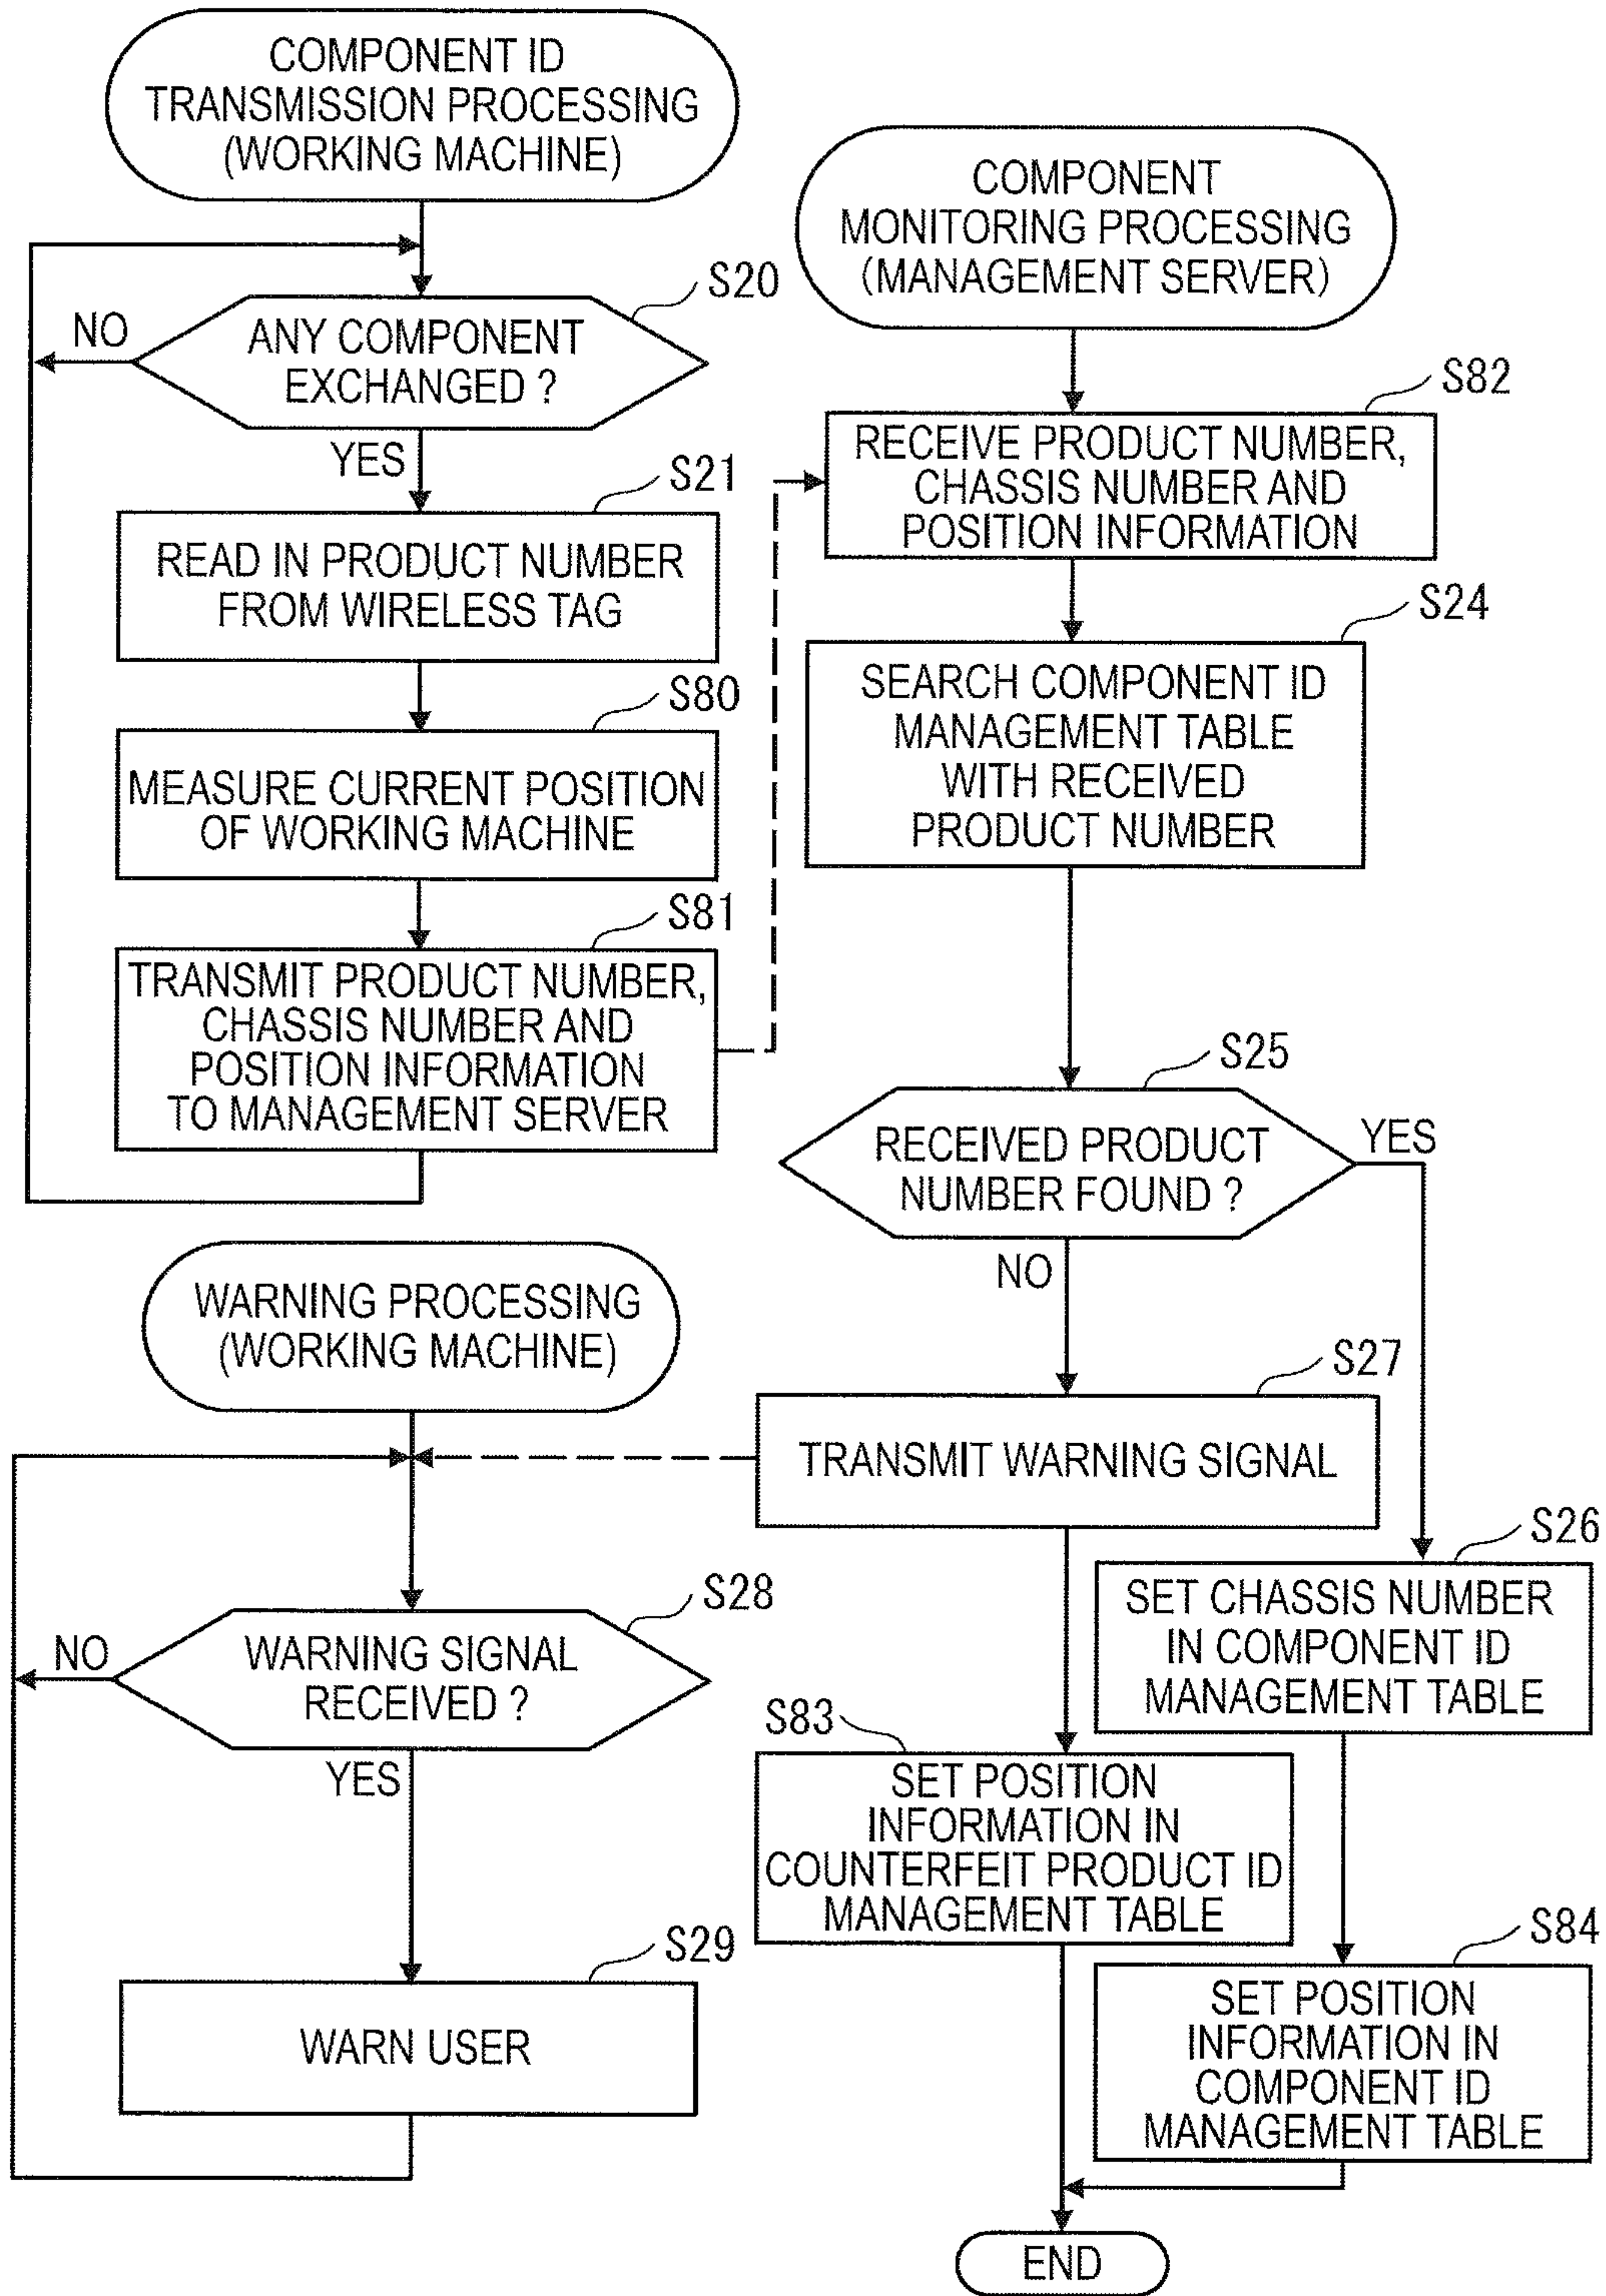 COMPONENT ID
TRANSMISSION PROCESSING
(WORKING MACHINE)
S20
NO
ANY COMPONENT
EXCHANGED ?
YES
S21
READ IN PRODUCT NUMBER
FROM WIRELESS TAG
S80
MEASURE CURRENT POSITION
OF WORKING MACHINE
S81
TRANSMIT PRODUCT NUMBER,
CHASSIS NUMBER AND
POSITION INFORMATION
TO MANAGEMENT SERVER
COMPONENT
MONITORING PROCESSING
(MANAGEMENT SERVER)
S82
RECEIVE PRODUCT NUMBER,
CHASSIS NUMBER AND
POSITION INFORMATION
S24
SEARCH COMPONENT ID
MANAGEMENT TABLE
WITH RECEIVED
PRODUCT NUMBER
S25
RECEIVED PRODUCT
NUMBER FOUND ?
YES
NO
S27
TRANSMIT WARNING SIGNAL
S26
SET CHASSIS NUMBER
IN COMPONENT ID
MANAGEMENT TABLE
S83
SET POSITION
INFORMATION IN
COUNTERFEIT PRODUCT ID
MANAGEMENT TABLE
S84
SET POSITION
INFORMATION IN
COMPONENT ID
MANAGEMENT TABLE
END
WARNING PROCESSING
(WORKING MACHINE)
S28
NO
WARNING SIGNAL
RECEIVED ?
YES
S29
WARN USER